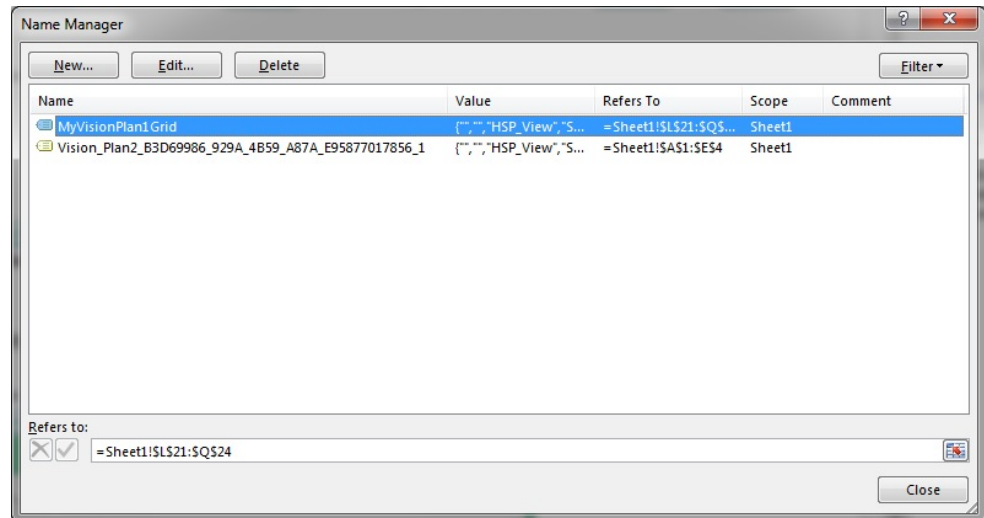 Name Manager
New... Edit... Delete Filter
Name Value Refers To Scope Comment
MyVisionPlan1Grid {"","","HSP_View","S... =Sheet1!$L$21:$Q$... Sheet1
Vision_Plan2_B3D69986_929A_4B59_A87A_E95877017856_1 {"","","HSP_View","S... =Sheet1!$A$1:$E$4 Sheet1
Refers to:
=Sheet1!$L$21:$Q$24
Close